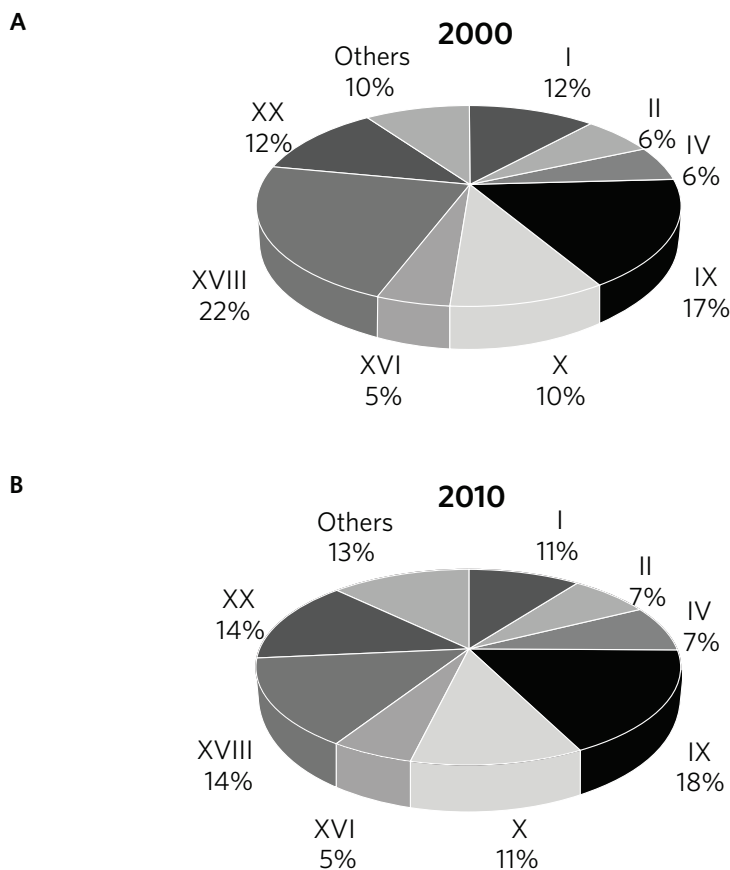 A
2000
Others
10%
I
12%
II
6%
IV
6%
XX
12%
IX
17%
XVIII
22%
XVI
5%
X
10%
B
2010
Others
13%
I
11%
II
7%
IV
7%
XX
14%
IX
18%
XVIII
14%
XVI
5%
X
11%